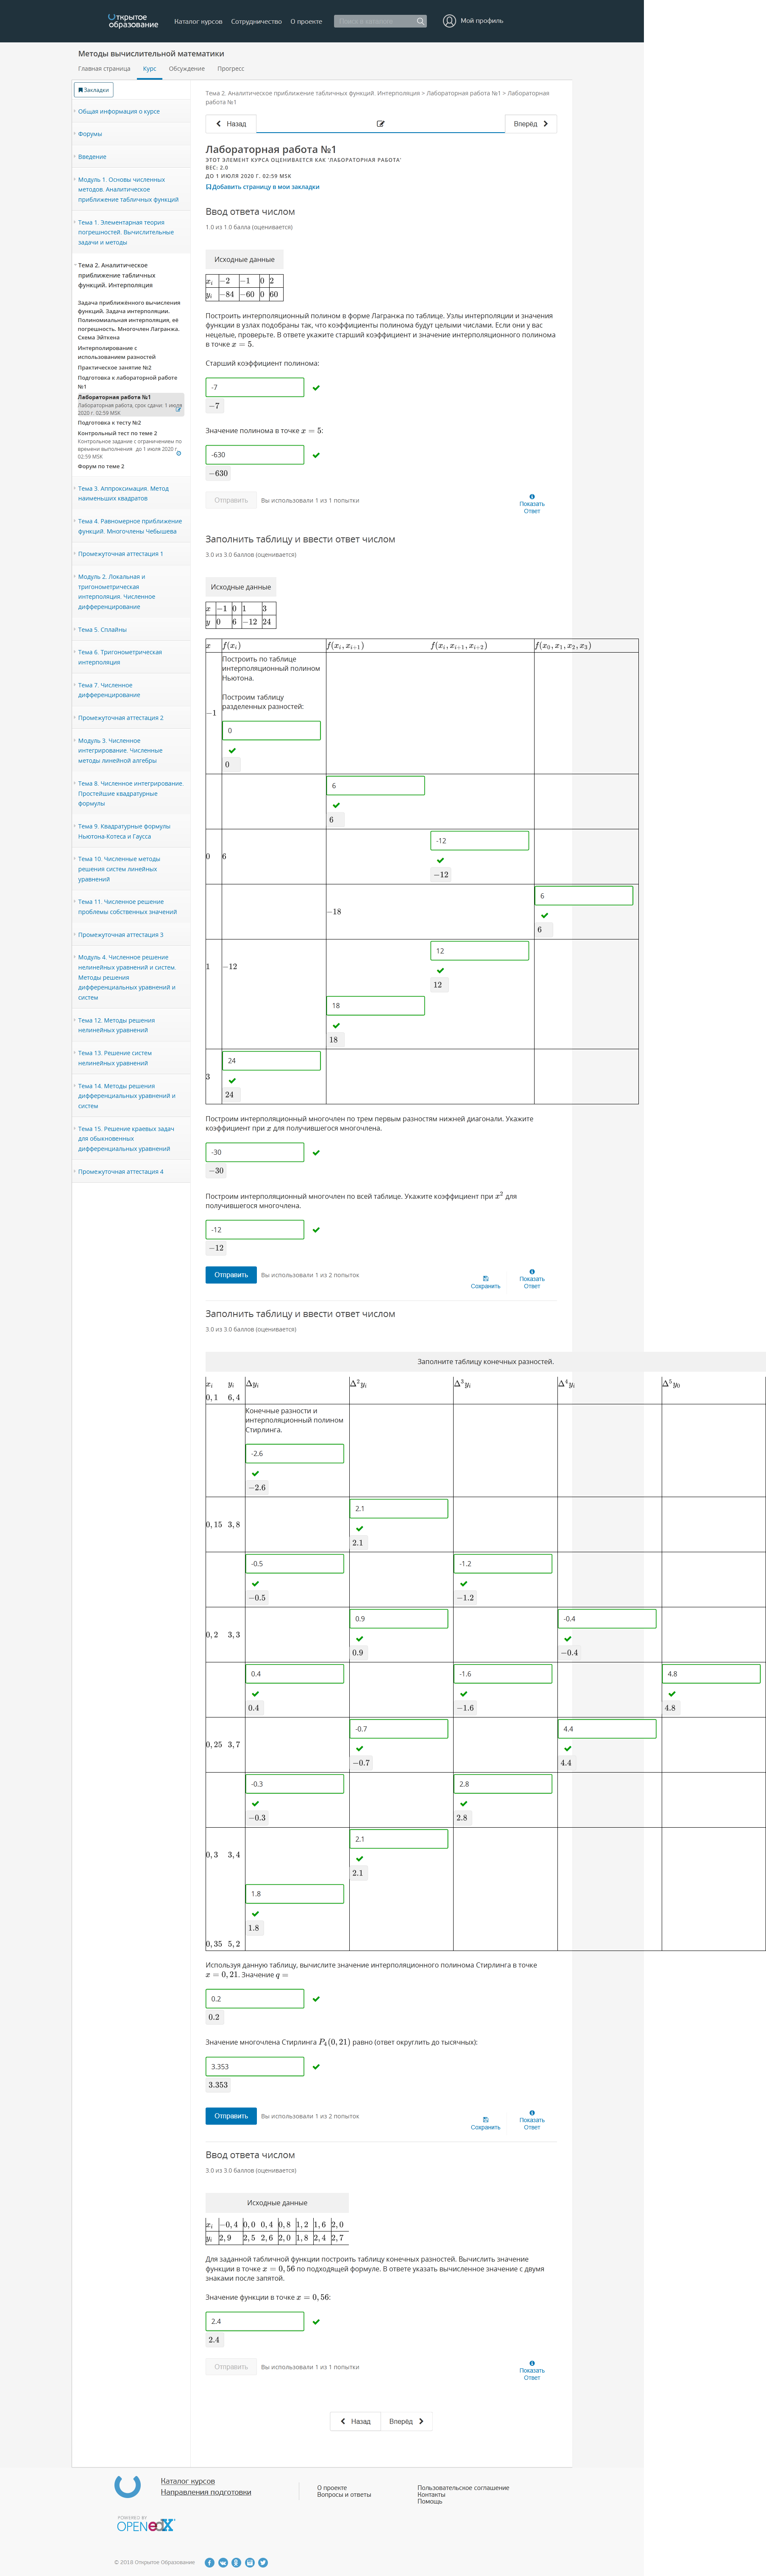 Открытое образование
Каталог курсов
Сотрудничество
О проекте
Поиск в каталоге
Мой профиль
Методы вычислительной математики
Главная страница
Курс
Обсуждение
Прогресс
Закладки
Общая информация о курсе
Форумы
Введение
Модуль 1. Основы численных
методов. Аналитическое
приближение табличных функций
Тема 1. Элементарная теория
погрешностей. Вычислительные
задачи и методы
Тема 2. Аналитическое
приближение табличных
функций. Интерполяция
Задача приближённого вычисления
функций. Задача интерполяции.
Полиномиальная интерполяция, её
погрешность. Многочлен Лагранжа.
Схема Эйткена
Интерполирование с
использованием разностей
Практическое занятие №2
Подготовка к лабораторной работе
№1
Лабораторная работа №1
Лабораторная работа, срок сдачи: 1 июля
2020 г. 02:59 MSK
Подготовка к тесту №2
Контрольный тест по теме 2
Контрольное задание с ограничением по
времени выполнения до 1 июля 2020 г.
02:59 MSK
Форум по теме 2
Тема 3. Аппроксимация. Метод
наименьших квадратов
Тема 4. Равномерное приближение
функций. Многочлены Чебышева
Промежуточная аттестация 1
Модуль 2. Локальная и
тригонометрическая
интерполяция. Численное
дифференцирование
Тема 5. Сплайны
Тема 6. Тригонометрическая
интерполяция
Тема 7. Численное
дифференцирование
Промежуточная аттестация 2
Модуль 3. Численное
интегрирование. Численные
методы линейной алгебры
Тема 8. Численное интегрирование.
Простейшие квадратурные
формулы
Тема 9. Квадратурные формулы
Ньютона-Котеса и Гаусса
Тема 10. Численные методы
решения систем линейных
уравнений
Тема 11. Численное решение
проблемы собственных значений
Промежуточная аттестация 3
Модуль 4. Численное решение
нелинейных уравнений и систем.
Методы решения
дифференциальных уравнений и
систем
Тема 12. Методы решения
нелинейных уравнений
Тема 13. Решение систем
нелинейных уравнений
Тема 14. Методы решения
дифференциальных уравнений и
систем
Тема 15. Решение краевых задач
для обыкновенных
дифференциальных уравнений
Промежуточная аттестация 4
Тема 2. Аналитическое приближение табличных функций. Интерполяция > Лабораторная работа №1 > Лабораторная
работа №1
Назад
Вперёд
Лабораторная работа №1
ЭТОТ ЭЛЕМЕНТ КУРСА ОЦЕНИВАЕТСЯ КАК 'ЛАБОРАТОРНАЯ РАБОТА'
ВЕС: 2.0
ДО 1 ИЮЛЯ 2020 Г. 02:59 MSK
Добавить страницу в мои закладки
Ввод ответа числом
1.0 из 1.0 балла (оценивается)
Исходные данные
xᵢ −2 −1 0 2
yᵢ −84 −60 0 60
Построить интерполяционный полином в форме Лагранжа по таблице. Узлы интерполяции и значения
функции в узлах подобраны так, что коэффициенты полинома будут целыми числами. Если они у вас
нецелые, проверьте. В ответе укажите старший коэффициент и значение интерполяционного полинома
в точке x = 5.
Старший коэффициент полинома:
-7
−7
Значение полинома в точке x = 5:
-630
−630
Отправить
Вы использовали 1 из 1 попытки
Показать
Ответ
Заполнить таблицу и ввести ответ числом
3.0 из 3.0 баллов (оценивается)
Исходные данные
x −1 0 1 3
y 0 6 −12 24
x f(xᵢ) f(xᵢ, xᵢ₊₁) f(xᵢ, xᵢ₊₁, xᵢ₊₂) f(x₀, x₁, x₂, x₃)
Построить по таблице
интерполяционный полином
Ньютона.
Построим таблицу
разделенных разностей:
−1
0
0
6
6
-12
0 6
−12
6
−18
6
12
1 −12
12
18
18
24
3
24
Построим интерполяционный многочлен по трем первым разностям нижней диагонали. Укажите
коэффициент при x для получившегося многочлена.
-30
−30
Построим интерполяционный многочлен по всей таблице. Укажите коэффициент при x² для
получившегося многочлена.
-12
−12
Отправить
Вы использовали 1 из 2 попыток
Сохранить
Показать
Ответ
Заполнить таблицу и ввести ответ числом
3.0 из 3.0 баллов (оценивается)
Заполните таблицу конечных разностей.
xᵢ yᵢ Δyᵢ Δ²yᵢ Δ³yᵢ Δ⁴yᵢ Δ⁵y₀
0, 1 6, 4
Конечные разности и
интерполяционный полином
Стирлинга.
-2.6
−2.6
2.1
0, 15 3, 8
2.1
-0.5 -1.2
−0.5 −1.2
0.9 -0.4
0, 2 3, 3
0.9 −0.4
0.4 -1.6 4.8
0.4 −1.6 4.8
-0.7 4.4
0, 25 3, 7
−0.7 4.4
-0.3 2.8
−0.3 2.8
2.1
0, 3 3, 4
2.1
1.8
1.8
0, 35 5, 2
Используя данную таблицу, вычислите значение интерполяционного полинома Стирлинга в точке
x = 0, 21. Значение q =
0.2
0.2
Значение многочлена Стирлинга P₄(0, 21) равно (ответ округлить до тысячных):
3.353
3.353
Отправить
Вы использовали 1 из 2 попыток
Сохранить
Показать
Ответ
Ввод ответа числом
3.0 из 3.0 баллов (оценивается)
Исходные данные
xᵢ −0, 4 0, 0 0, 4 0, 8 1, 2 1, 6 2, 0
yᵢ 2, 9 2, 5 2, 6 2, 0 1, 8 2, 4 2, 7
Для заданной табличной функции построить таблицу конечных разностей. Вычислить значение
функции в точке x = 0, 56 по подходящей формуле. В ответе указать вычисленное значение с двумя
знаками после запятой.
Значение функции в точке x = 0, 56:
2.4
2.4
Отправить
Вы использовали 1 из 1 попытки
Показать
Ответ
Назад
Вперёд
Каталог курсов
Направления подготовки
О проекте
Вопросы и ответы
Пользовательское соглашение
Контакты
Помощь
POWERED BY
OPEN edX
© 2018 Открытое Образование